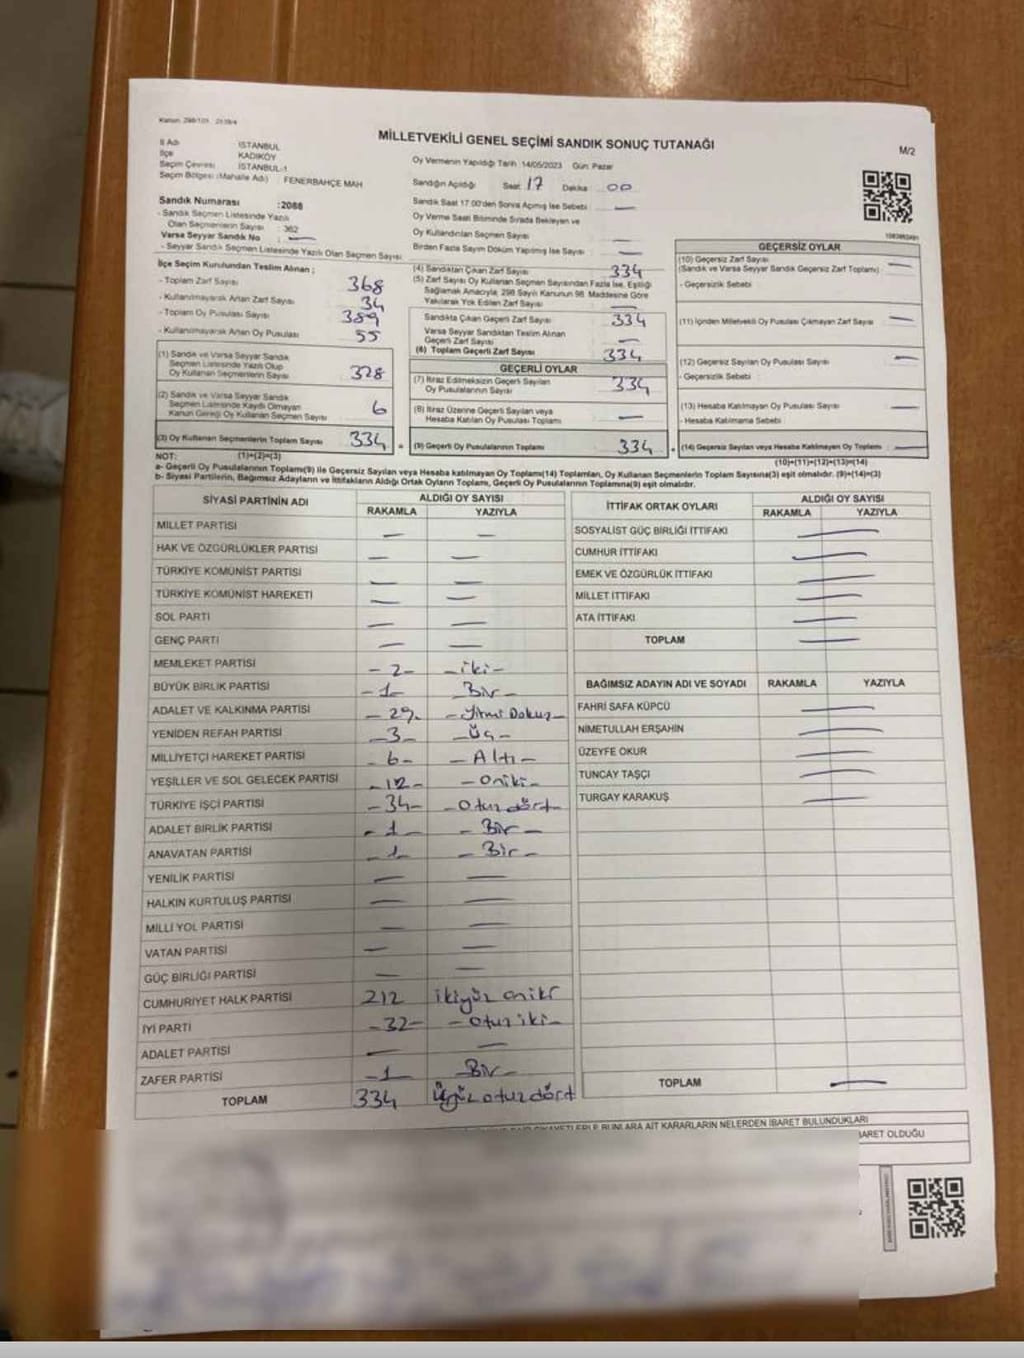 Kanun: 298/105
MİLLETVEKİLİ GENEL SEÇİMİ SANDIK SONUÇ TUTANAĞI
M/2
İl Adı İSTANBUL
İlçe KADIKÖY
Seçim Çevresi İSTANBUL-1
Seçim Bölgesi (Mahalle Adı) FENERBAHÇE MAH
Oy Vermenin Yapıldığı Tarih 14/05/2023 Gün: Pazar
Sandığın Açıldığı Saat 17 Dakika 00
Sandık Saat 17.00'den Sonra Açılmış İse Sebebi —
Oy Verme Saati Bitiminde Sırada Bekleyen ve
Oy Kullandırılan Seçmen Sayısı —
Birden Fazla Sayım Döküm Yapılmış İse Sayısı —
Sandık Numarası :2088
- Sandık Seçmen Listesinde Yazılı
Olan Seçmenlerin Sayısı : 362
Varsa Seyyar Sandık No : —
- Seyyar Sandık Seçmen Listesinde Yazılı Olan Seçmen Sayısı
İlçe Seçim Kurulundan Teslim Alınan ;
- Toplam Zarf Sayısı 368
- Kullanılmayarak Artan Zarf Sayısı 34
- Toplam Oy Pusulası Sayısı 389
- Kullanılmayarak Artan Oy Pusulası 55
(1) Sandık ve Varsa Seyyar Sandık
Seçmen Listesinde Yazılı Olup
Oy Kullanan Seçmenlerin Sayısı 328
(2) Sandık ve Varsa Seyyar Sandık
Seçmen Listesinde Kaydı Olmayan
Kanun Gereği Oy Kullanan Seçmen Sayısı 6
(3) Oy Kullanan Seçmenlerin Toplam Sayısı 334
(1)+(2)=(3)
(4) Sandıktan Çıkan Zarf Sayısı 334
(5) Zarf Sayısı Oy Kullanan Seçmen Sayısından Fazla İse, Eşitliği
Sağlamak Amacıyla, 298 Sayılı Kanunun 98. Maddesine Göre
Yakılarak Yok Edilen Zarf Sayısı —
Sandıkta Çıkan Geçerli Zarf Sayısı 334
Varsa Seyyar Sandıktan Teslim Alınan
Geçerli Zarf Sayısı —
(6) Toplam Geçerli Zarf Sayısı 334
GEÇERLİ OYLAR
(7) İtiraz Edilmeksizin Geçerli Sayılan
Oy Pusulalarının Sayısı 334
(8) İtiraz Üzerine Geçerli Sayılan veya
Hesaba Katılan Oy Pusulası Toplamı —
(9) Geçerli Oy Pusulalarının Toplamı 334
GEÇERSİZ OYLAR
(10) Geçersiz Zarf Sayısı
(Sandık ve Varsa Seyyar Sandık Geçersiz Zarf Toplamı) —
- Geçersizlik Sebebi
(11) İçinden Milletvekili Oy Pusulası Çıkmayan Zarf Sayısı —
(12) Geçersiz Sayılan Oy Pusulası Sayısı —
- Geçersizlik Sebebi :
(13) Hesaba Katılmayan Oy Pusulası Sayısı —
- Hesaba Katılmama Sebebi
(14) Geçersiz Sayılan veya Hesaba Katılmayan Oy Toplamı —
(10)+(11)+(12)+(13)=(14)
NOT:
a- Geçerli Oy Pusulalarının Toplamı(9) ile Geçersiz Sayılan veya Hesaba katılmayan Oy Toplamı(14) Toplamları, Oy Kullanan Seçmenlerin Toplam Sayısına(3) eşit olmalıdır. (9)+(14)=(3)
b- Siyasi Partilerin, Bağımsız Adayların ve İttifakların Aldığı Ortak Oyların Toplamı, Geçerli Oy Pusulalarının Toplamına(9) eşit olmalıdır.
SİYASİ PARTİNİN ADI ALDIĞI OY SAYISI
RAKAMLA YAZIYLA
MİLLET PARTİSİ — —
HAK VE ÖZGÜRLÜKLER PARTİSİ — —
TÜRKİYE KOMÜNİST PARTİSİ — —
TÜRKİYE KOMÜNİST HAREKETİ — —
SOL PARTİ — —
GENÇ PARTİ — —
MEMLEKET PARTİSİ -2- -iki-
BÜYÜK BİRLİK PARTİSİ -1- -Bir-
ADALET VE KALKINMA PARTİSİ -29- -Yirmi Dokuz-
YENİDEN REFAH PARTİSİ -3- -Üç-
MİLLİYETÇİ HAREKET PARTİSİ -6- -Altı-
YEŞİLLER VE SOL GELECEK PARTİSİ -12- -Oniki-
TÜRKİYE İŞÇİ PARTİSİ -34- -Otuz dört-
ADALET BİRLİK PARTİSİ -1- -Bir-
ANAVATAN PARTİSİ -1- -Bir-
YENİLİK PARTİSİ — —
HALKIN KURTULUŞ PARTİSİ — —
MİLLİ YOL PARTİSİ — —
VATAN PARTİSİ — —
GÜÇ BİRLİĞİ PARTİSİ — —
CUMHURİYET HALK PARTİSİ 212 ikiyüz oniki
İYİ PARTİ -32- -Otuz iki-
ADALET PARTİSİ — —
ZAFER PARTİSİ -1- -Bir-
TOPLAM 334 Üçyüz otuz dört
İTTİFAK ORTAK OYLARI ALDIĞI OY SAYISI
RAKAMLA YAZIYLA
SOSYALİST GÜÇ BİRLİĞİ İTTİFAKI —
CUMHUR İTTİFAKI —
EMEK VE ÖZGÜRLÜK İTTİFAKI —
MİLLET İTTİFAKI —
ATA İTTİFAKI —
TOPLAM —
BAĞIMSIZ ADAYIN ADI VE SOYADI RAKAMLA YAZIYLA
FAHRİ SAFA KÜPCÜ —
NİMETULLAH ERŞAHİN —
ÜZEYFE OKUR —
TUNCAY TAŞÇI —
TURGAY KARAKUŞ —
TOPLAM —
BUNLARA AİT KARARLARIN NELERDEN İBARET BULUNDUKLARI
OLDUĞU